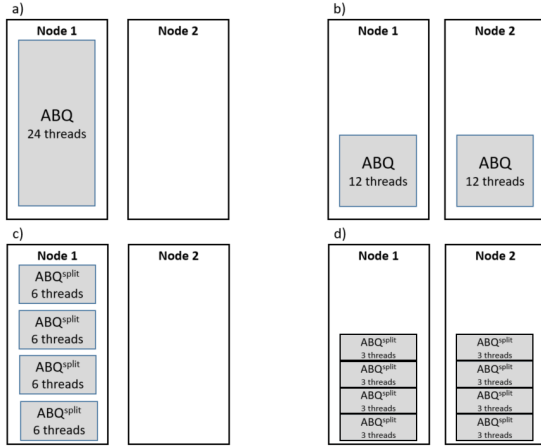 a)
Node 1
Node 2
ABQ
24 threads
b)
Node 1
Node 2
ABQ
12 threads
ABQ
12 threads
c)
Node 1
Node 2
ABQsplit
6 threads
ABQsplit
6 threads
ABQsplit
6 threads
ABQsplit
6 threads
d)
Node 1
Node 2
ABQsplit
3 threads
ABQsplit
3 threads
ABQsplit
3 threads
ABQsplit
3 threads
ABQsplit
3 threads
ABQsplit
3 threads
ABQsplit
3 threads
ABQsplit
3 threads